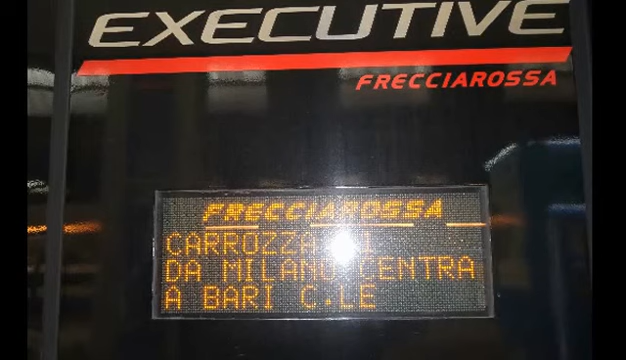 EXECUTIVE
FRECCIAROSSA
FRECCIAROSSA
CARROZZA
DA MILANO CENTRA
A BARI C.LE